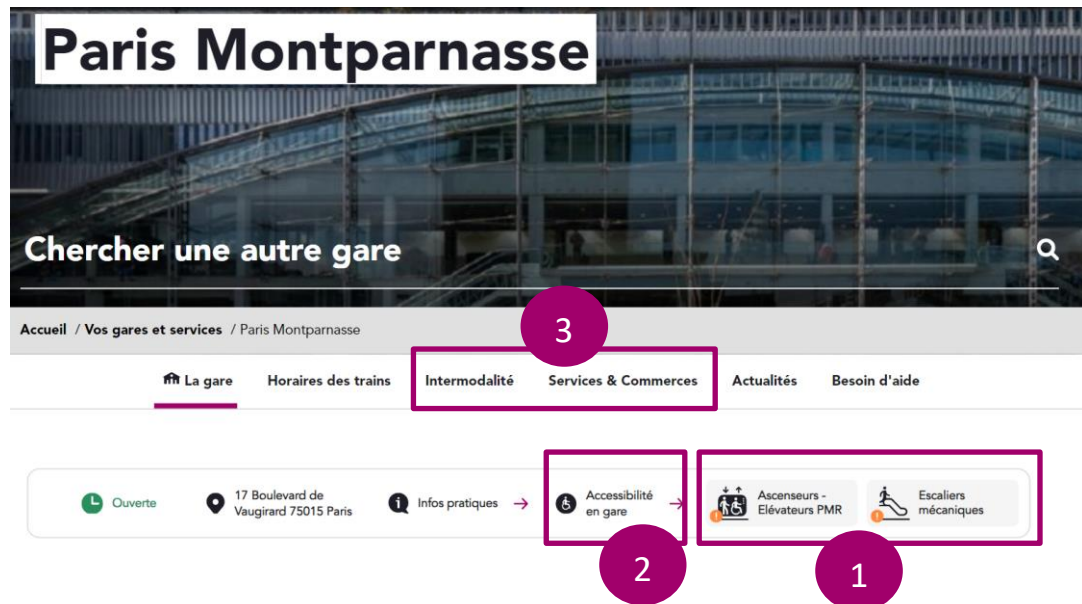 Paris Montparnasse
Chercher une autre gare
3
Accueil / Vos gares et services / Paris Montparnasse
La gare Horaires des trains Intermodalité Services & Commerces Actualités Besoin d'aide
Ouverte
17 Boulevard de
Vaugirard 75015 Paris
Infos pratiques →
Accessibilité
en gare →
Ascenseurs -
Elévateurs PMR
Escaliers
mécaniques
2
1